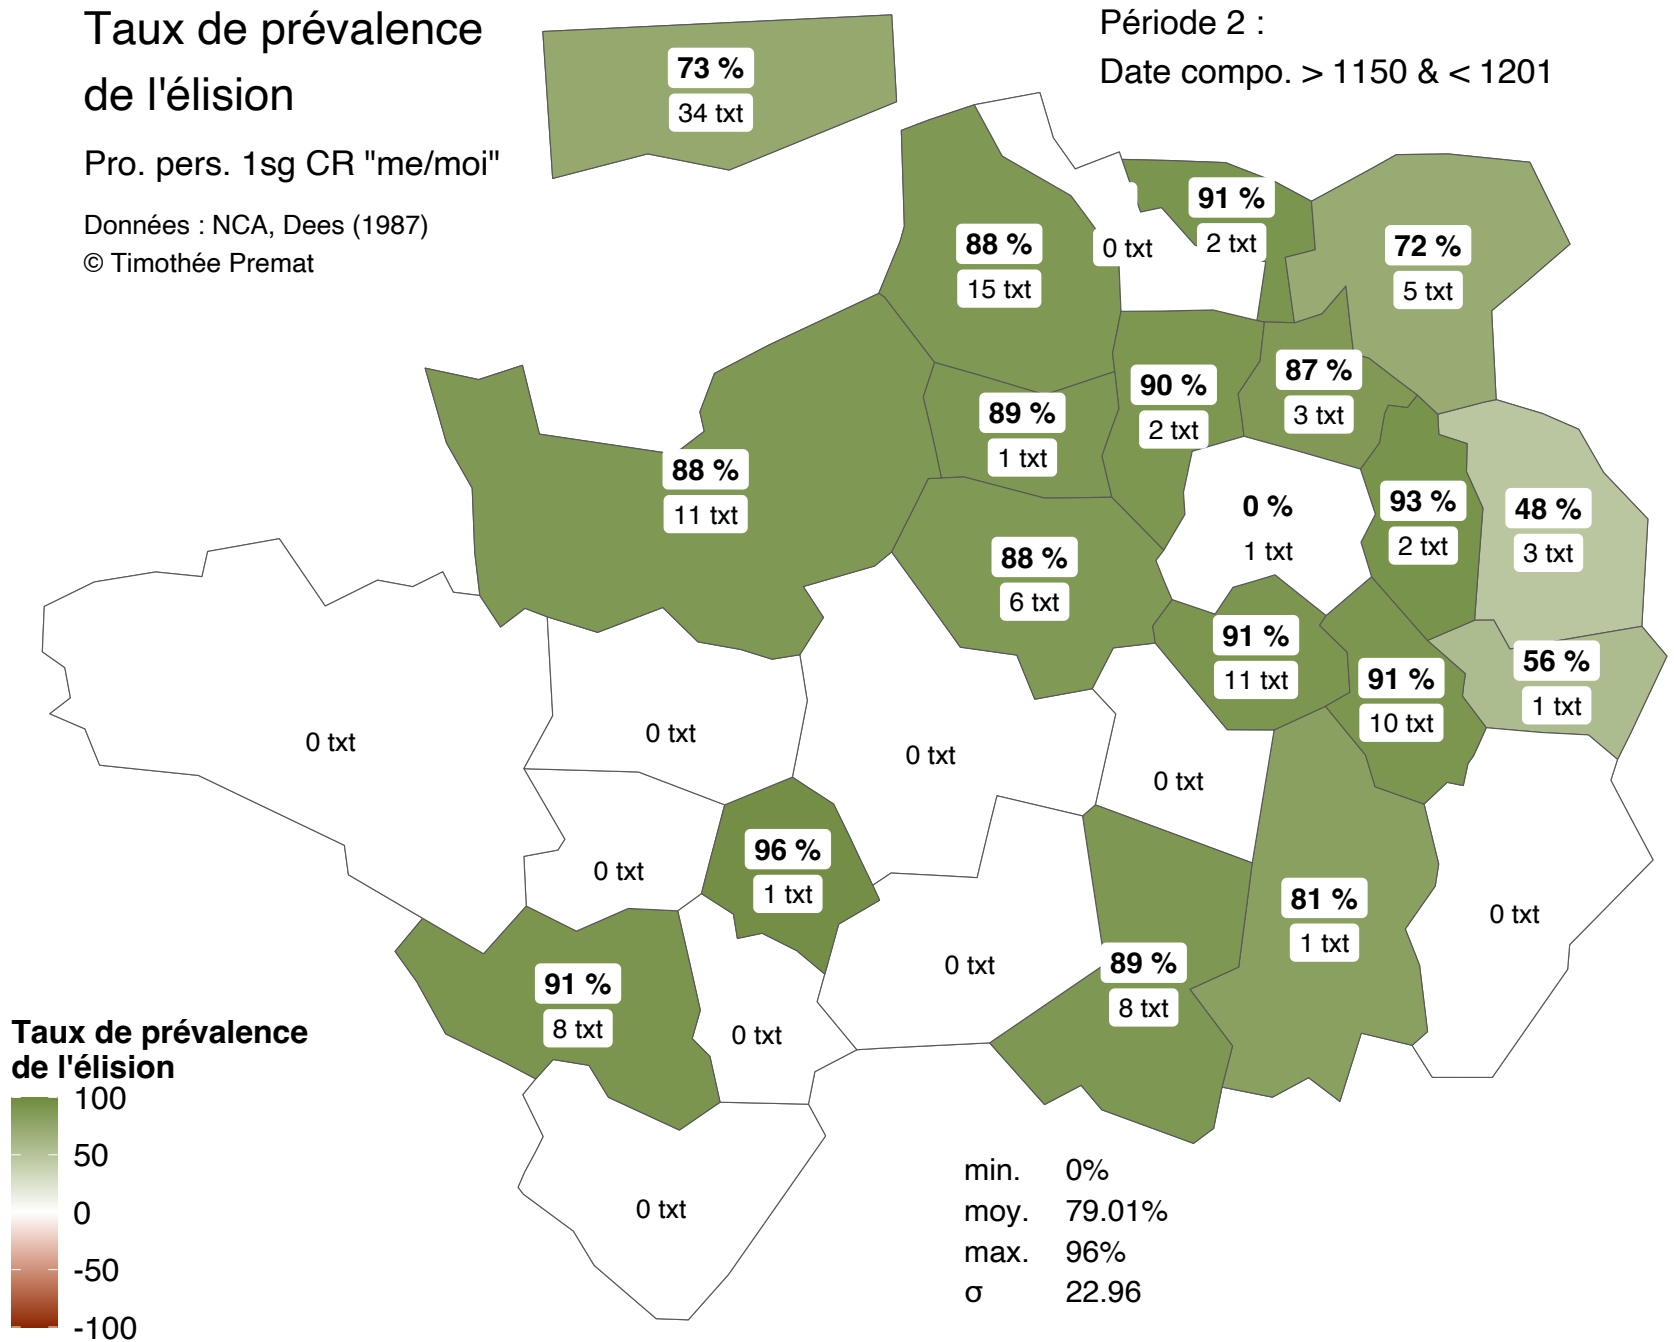 Taux de prévalence
de l'élision
Pro. pers. 1sg CR "me/moi"
Données : NCA, Dees (1987)
© Timothée Premat
Période 2 :
Date compo. > 1150 & < 1201
73 %
34 txt
88 %
15 txt
0 txt
91 %
2 txt
72 %
5 txt
88 %
11 txt
89 %
1 txt
90 %
2 txt
87 %
3 txt
0 %
1 txt
93 %
2 txt
48 %
3 txt
88 %
6 txt
91 %
11 txt
91 %
10 txt
56 %
1 txt
0 txt
0 txt
0 txt
0 txt
0 txt
96 %
1 txt
81 %
1 txt
0 txt
91 %
8 txt
0 txt
0 txt
89 %
8 txt
0 txt
Taux de prévalence
de l'élision
100
50
0
-50
-100
min. 0%
moy. 79.01%
max. 96%
σ 22.96